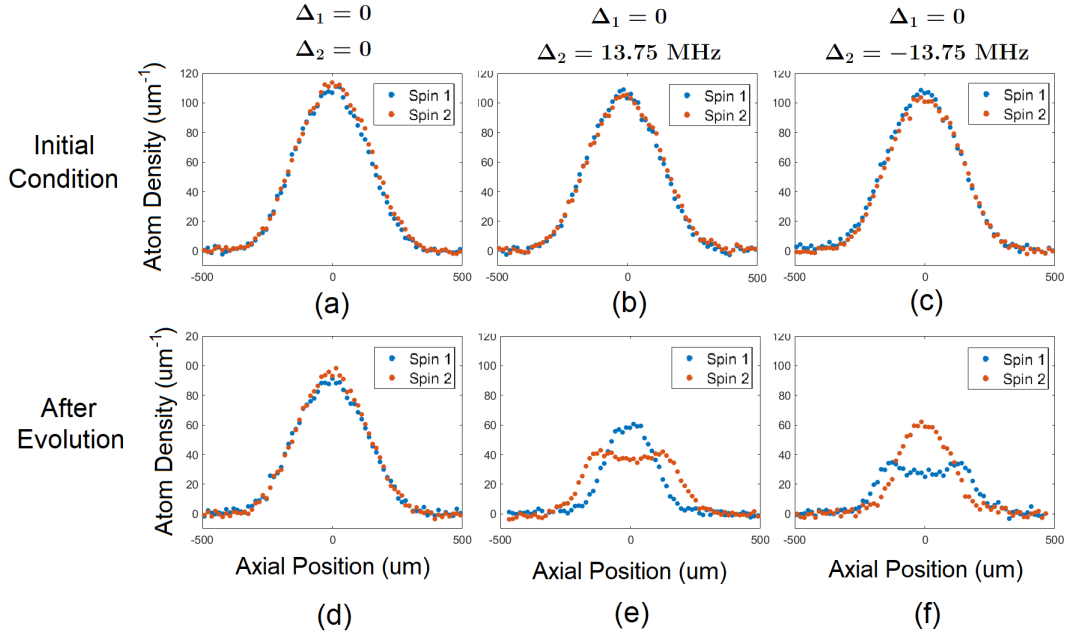 Δ₁ = 0
Δ₂ = 0
Δ₁ = 0
Δ₂ = 13.75 MHz
Δ₁ = 0
Δ₂ = −13.75 MHz
Initial
Condition
Atom Density (um⁻¹)
120
100
80
60
40
20
0
-500
0
500
Spin 1
Spin 2
(a)
120
100
80
60
40
20
0
-500
0
500
Spin 1
Spin 2
(b)
120
100
80
60
40
20
0
-500
0
500
Spin 1
Spin 2
(c)
After
Evolution
Atom Density (um⁻¹)
20
00
80
60
40
20
0
-500
0
500
Spin 1
Spin 2
Axial Position (um)
(d)
120
100
80
60
40
20
0
-500
0
500
Spin 1
Spin 2
Axial Position (um)
(e)
120
100
80
60
40
25
0
-500
0
500
Spin 1
Spin 2
Axial Position (um)
(f)